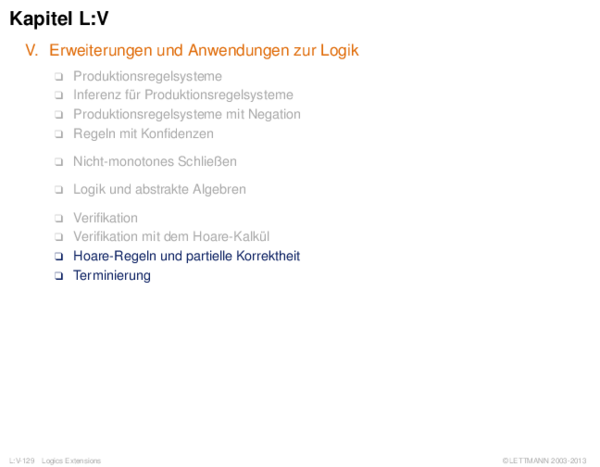 Kapitel L:V
V. Erweiterungen und Anwendungen zur Logik
❑ Produktionsregelsysteme
❑ Inferenz für Produktionsregelsysteme
❑ Produktionsregelsysteme mit Negation
❑ Regeln mit Konfidenzen
❑ Nicht-monotones Schließen
❑ Logik und abstrakte Algebren
❑ Verifikation
❑ Verifikation mit dem Hoare-Kalkül
❑ Hoare-Regeln und partielle Korrektheit
❑ Terminierung
L:V-129 Logics Extensions ©LETTMANN 2003-2013